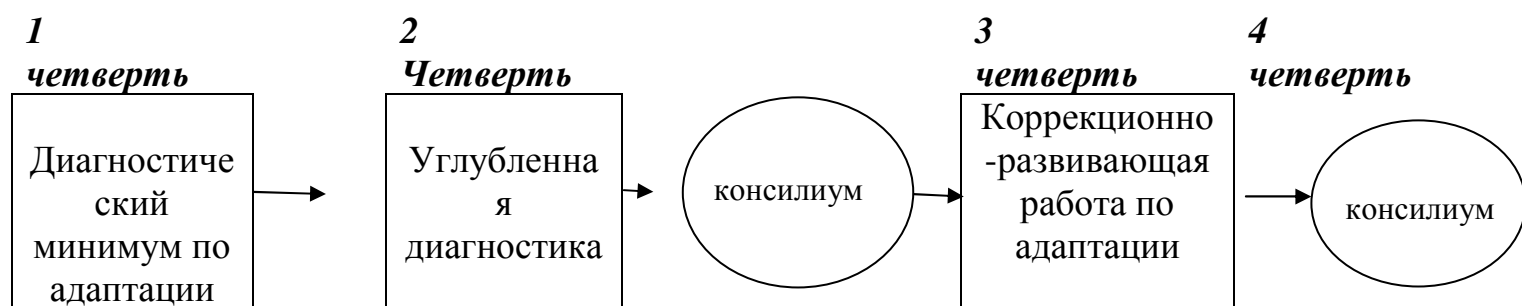 1
четверть
2
Четверть
3
четверть
4
четверть
Диагностиче
ский
минимум по
адаптации
Углубленна
я
диагностика
консилиум
Коррекционно
-развивающая
работа по
адаптации
консилиум